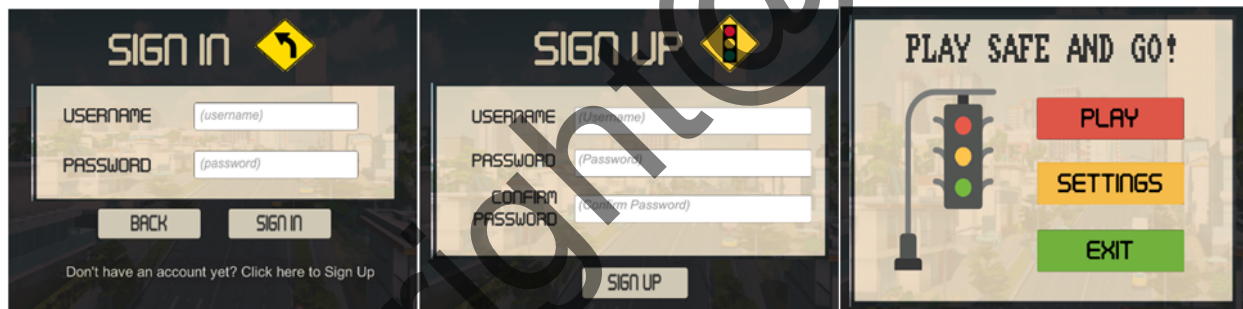 SIGN IN
USERNAME
(username)
PASSWORD
(password)
BACK
SIGN IN
Don't have an account yet? Click here to Sign Up
SIGN UP
USERNAME
(Username)
PASSWORD
(Password)
CONFIRM
PASSWORD
(Confirm Password)
SIGN UP
PLAY SAFE AND GO!
PLAY
SETTINGS
EXIT
right@